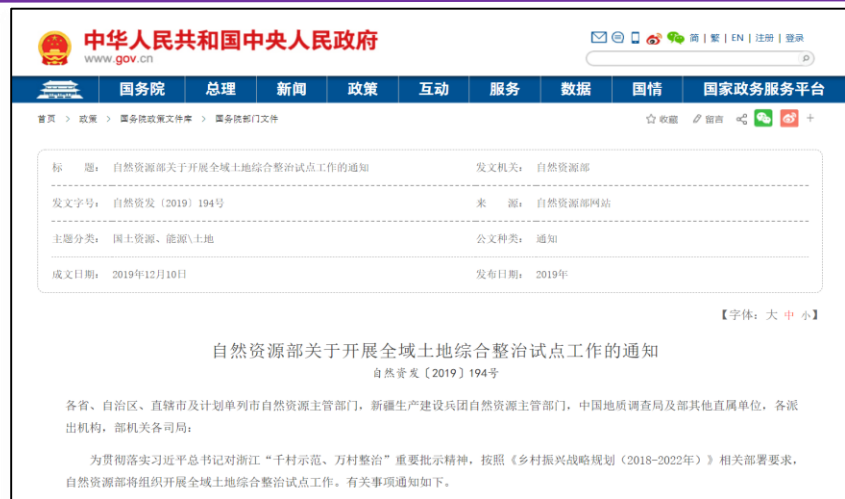 中华人民共和国中央人民政府
www.gov.cn
简 | 繁 | EN | 注册 | 登录
国务院 总理 新闻 政策 互动 服务 数据 国情 国家政务服务平台
首页 > 政策 > 国务院政策文件库 > 国务院部门文件
收藏 留言
标 题： 自然资源部关于开展全域土地综合整治试点工作的通知 发文机关： 自然资源部
发文字号： 自然资发〔2019〕194号 来 源： 自然资源部网站
主题分类： 国土资源、能源\土地 公文种类： 通知
成文日期： 2019年12月10日 发布日期： 2019年
【字体：大 中 小】
自然资源部关于开展全域土地综合整治试点工作的通知
自然资发〔2019〕194号
各省、自治区、直辖市及计划单列市自然资源主管部门，新疆生产建设兵团自然资源主管部门，中国地质调查局及部其他直属单位，各派
出机构，部机关各司局：
为贯彻落实习近平总书记对浙江“千村示范、万村整治”重要批示精神，按照《乡村振兴战略规划（2018-2022年）》相关部署要求，
自然资源部将组织开展全域土地综合整治试点工作。有关事项通知如下。